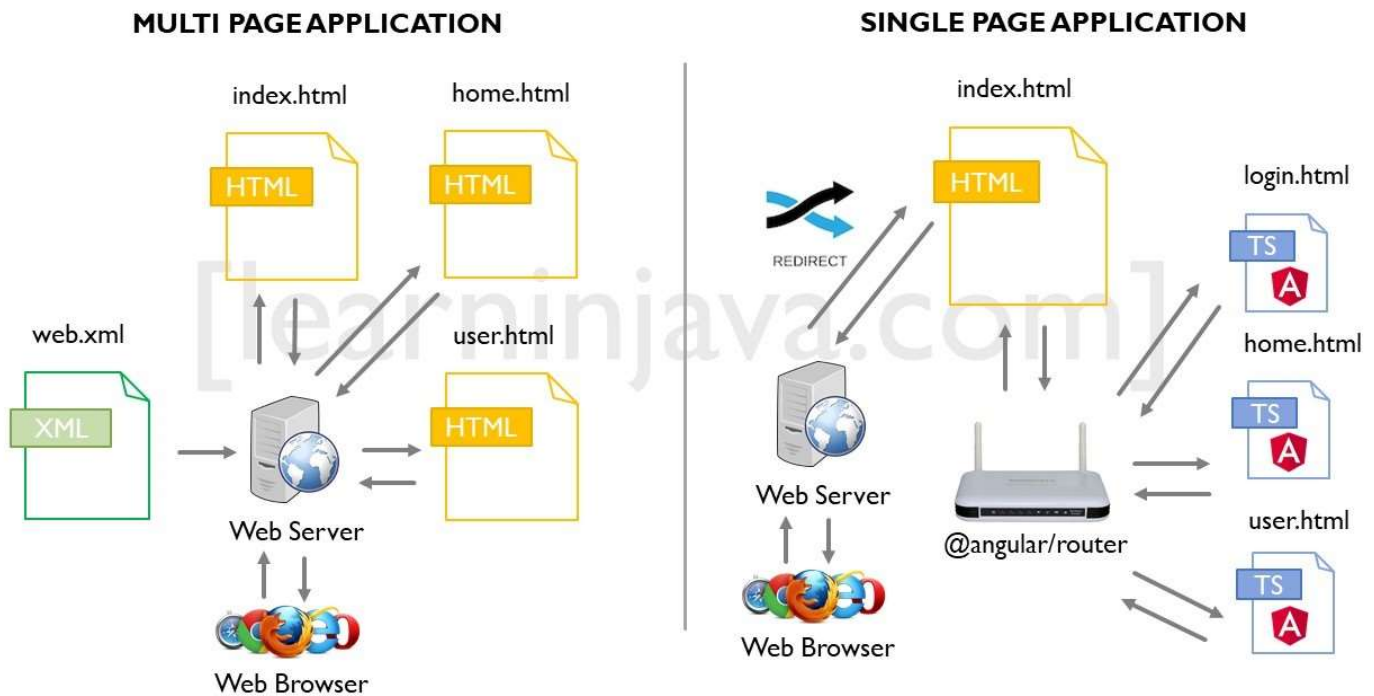 MULTI PAGE APPLICATION
SINGLE PAGE APPLICATION
index.html
home.html
HTML
HTML
web.xml
user.html
XML
HTML
Web Server
Web Browser
index.html
HTML
login.html
REDIRECT
TS
home.html
TS
Web Server
@angular/router
user.html
TS
Web Browser
[learninjava.com]